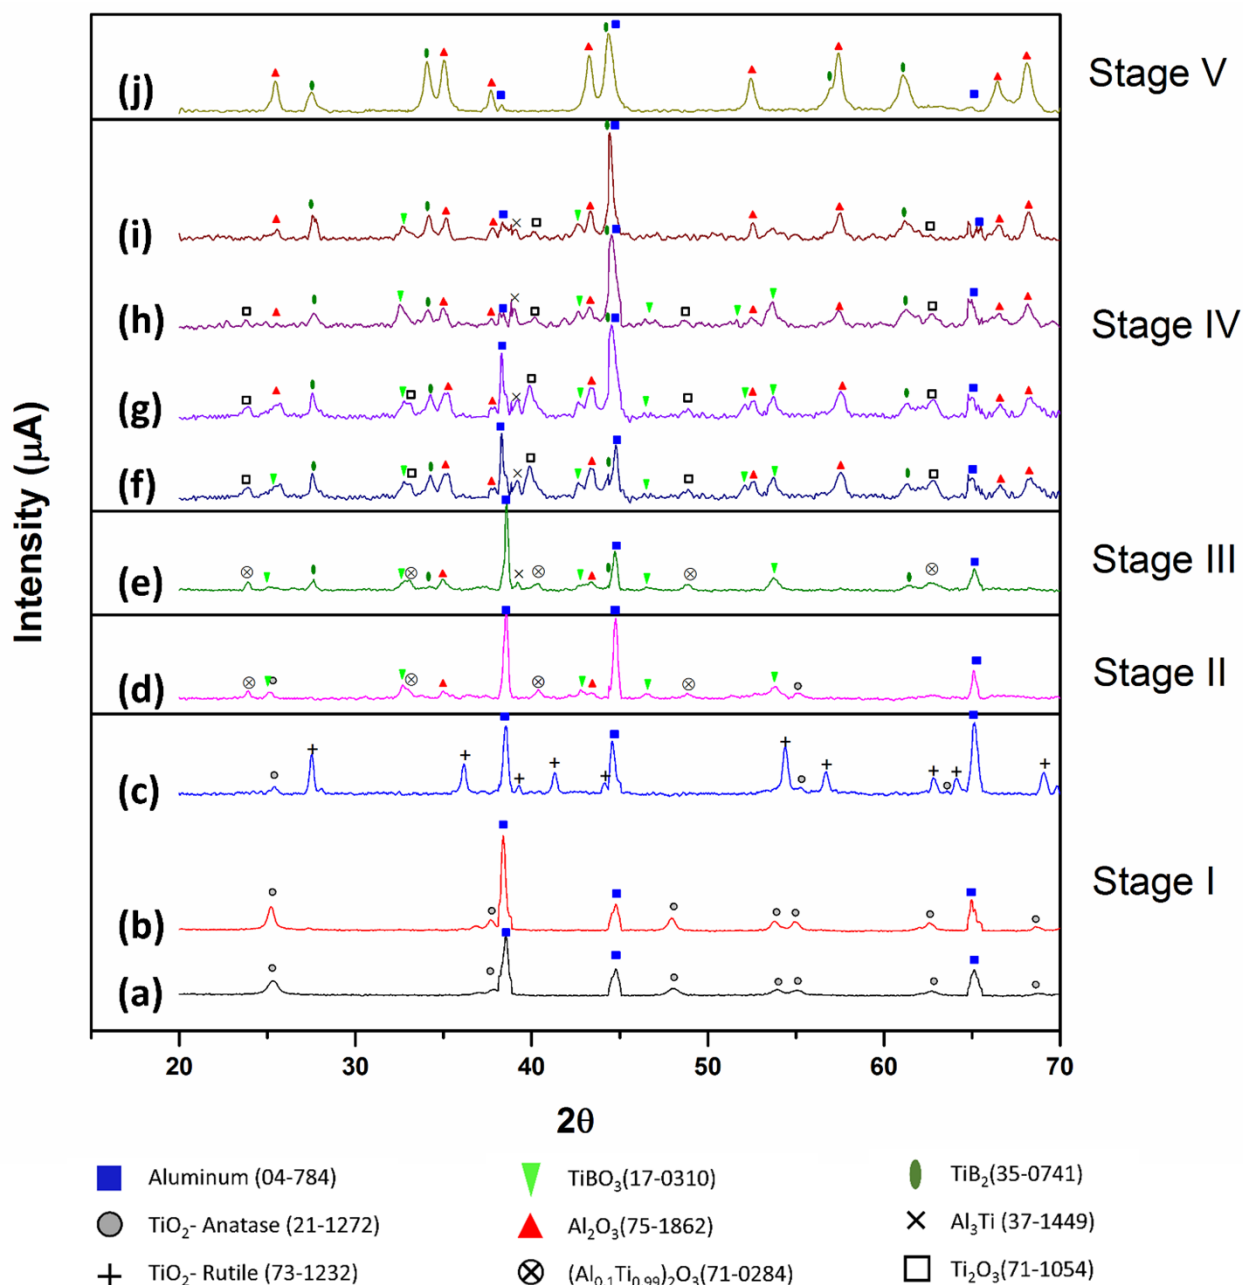 (j) Stage V
(i)
(h)
Stage IV
(g)
(f)
(e) Stage III
(d) Stage II
(c)
Stage I
(b)
(a)
Intensity (μA)
20 30 40 50 60 70
2θ
Aluminum (04-784) TiBO₃(17-0310) TiB₂(35-0741)
TiO₂- Anatase (21-1272) Al₂O₃(75-1862) Al₃Ti (37-1449)
TiO₂- Rutile (73-1232) (Al₀.₁Ti₀.₉₉)₂O₃(71-0284) Ti₂O₃(71-1054)